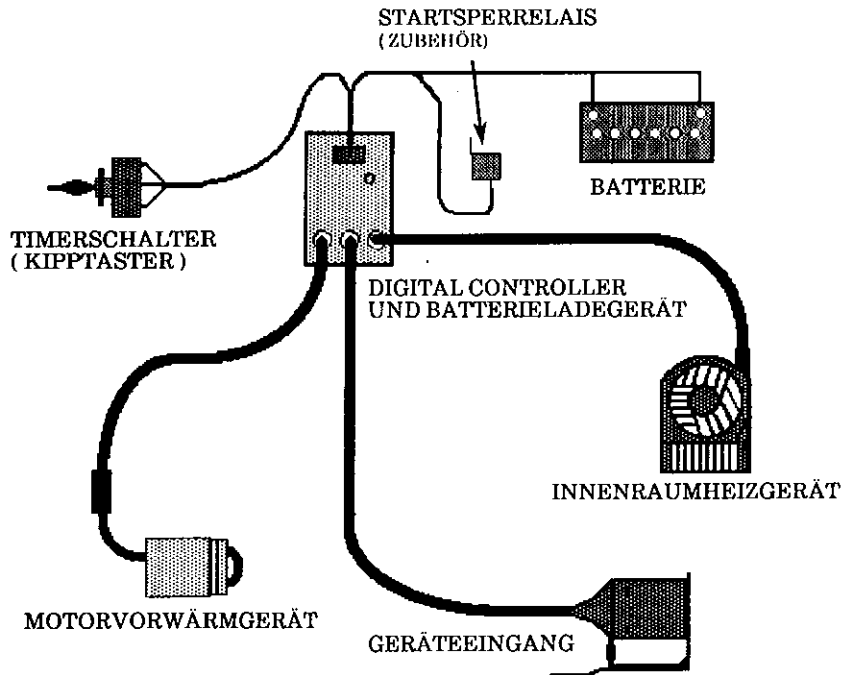 STARTSPERRELAIS
( ZUBEHÖR)
BATTERIE
TIMERSCHALTER
( KIPPTASTER )
DIGITAL CONTROLLER
UND BATTERIELADEGERÄT
INNENRAUMHEIZGERÄT
MOTORVORWÄRMGERÄT
GERÄTEEINGANG